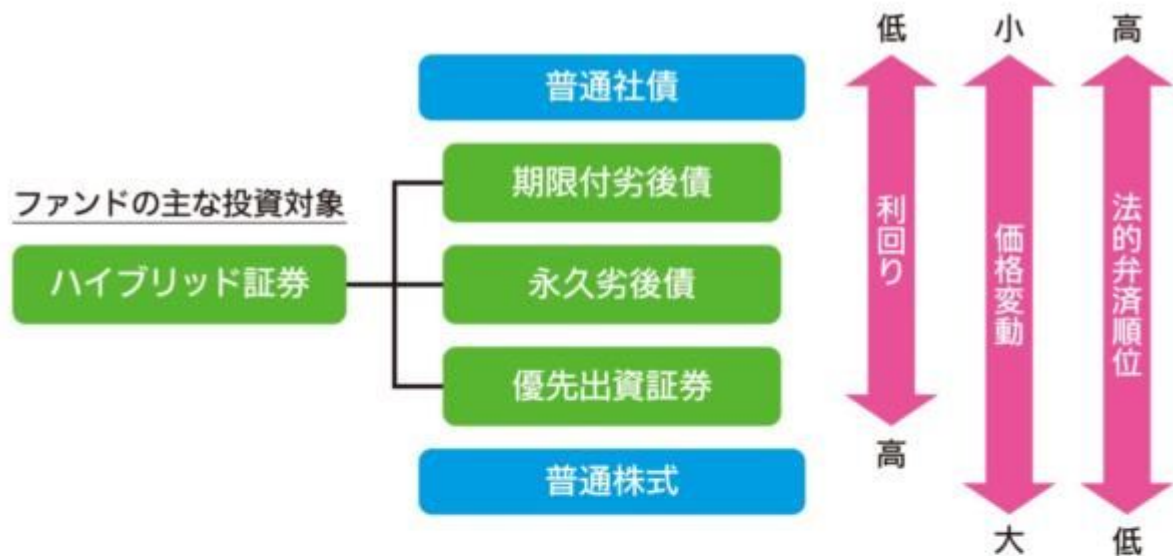 低 小 高
普通社債
期限付劣後債
ファンドの主な投資対象
ハイブリッド証券
永久劣後債
優先出資証券
普通株式
利回り
価格変動
法的弁済順位
高
大 低